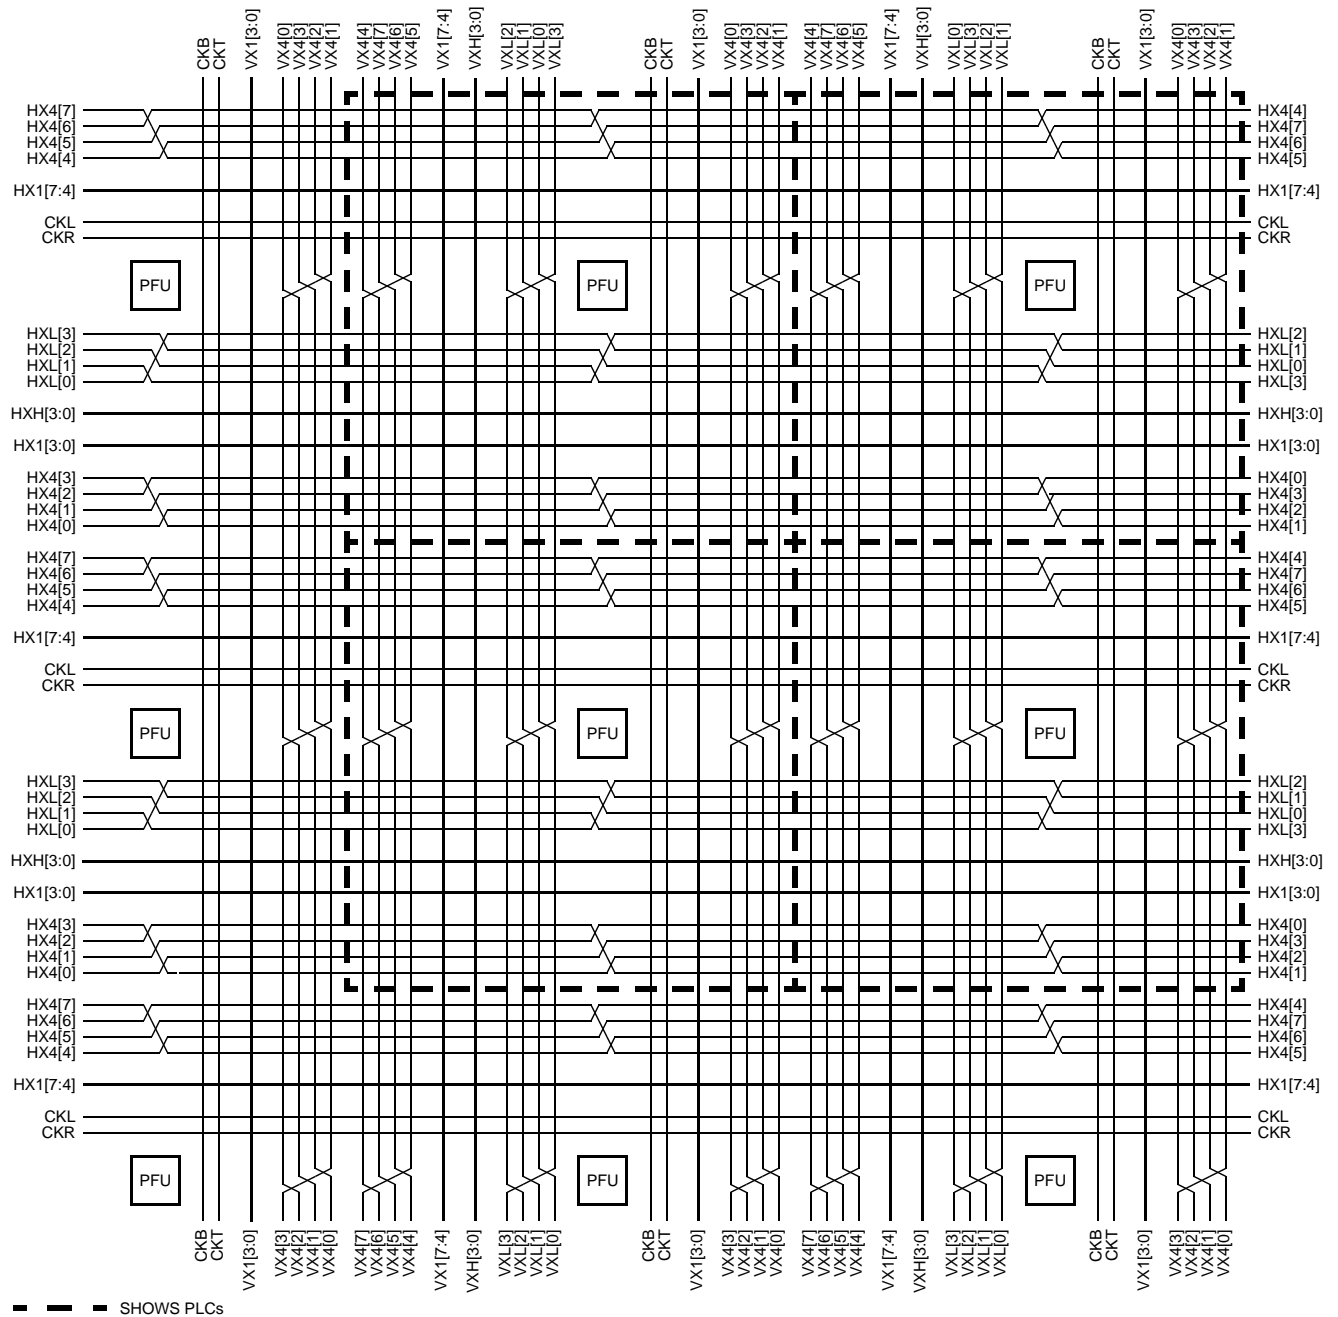 CKB
CKT
VX1[3:0]
VX4[0]
VX4[3]
VX4[2]
VX4[1]
VX4[4]
VX4[7]
VX4[6]
VX4[5]
VX1[7:4]
VXH[3:0]
VXL[2]
VXL[1]
VXL[0]
VXL[3]
CKB
CKT
VX1[3:0]
VX4[0]
VX4[3]
VX4[2]
VX4[1]
VX4[4]
VX4[7]
VX4[6]
VX4[5]
VX1[7:4]
VXH[3:0]
VXL[0]
VXL[3]
VXL[2]
VXL[1]
CKB
CKT
VX1[3:0]
VX4[0]
VX4[3]
VX4[2]
VX4[1]
HX4[7] HX4[4]
HX4[6] HX4[7]
HX4[5] HX4[6]
HX4[4] HX4[5]
HX1[7:4] HX1[7:4]
CKL CKL
CKR CKR
PFU PFU PFU
HXL[3] HXL[2]
HXL[2] HXL[1]
HXL[1] HXL[0]
HXL[0] HXL[3]
HXH[3:0] HXH[3:0]
HX1[3:0] HX1[3:0]
HX4[3] HX4[0]
HX4[2] HX4[3]
HX4[1] HX4[2]
HX4[0] HX4[1]
HX4[7] HX4[4]
HX4[6] HX4[7]
HX4[5] HX4[6]
HX4[4] HX4[5]
HX1[7:4] HX1[7:4]
CKL CKL
CKR CKR
PFU PFU PFU
HXL[3] HXL[2]
HXL[2] HXL[1]
HXL[1] HXL[0]
HXL[0] HXL[3]
HXH[3:0] HXH[3:0]
HX1[3:0] HX1[3:0]
HX4[3] HX4[0]
HX4[2] HX4[3]
HX4[1] HX4[2]
HX4[0] HX4[1]
HX4[7] HX4[4]
HX4[6] HX4[7]
HX4[5] HX4[6]
HX4[4] HX4[5]
HX1[7:4] HX1[7:4]
CKL CKL
CKR CKR
PFU PFU PFU
CKB
CKT
VX1[3:0]
VX4[3]
VX4[2]
VX4[1]
VX4[0]
VX4[7]
VX4[6]
VX4[5]
VX4[4]
VX1[7:4]
VXH[3:0]
VXL[3]
VXL[2]
VXL[1]
VXL[0]
CKB
CKT
VX1[3:0]
VX4[3]
VX4[2]
VX4[1]
VX4[0]
VX4[7]
VX4[6]
VX4[5]
VX4[4]
VX1[7:4]
VXH[3:0]
VXL[3]
VXL[2]
VXL[1]
VXL[0]
CKB
CKT
VX1[3:0]
VX4[3]
VX4[2]
VX4[1]
VX4[0]
SHOWS PLCs